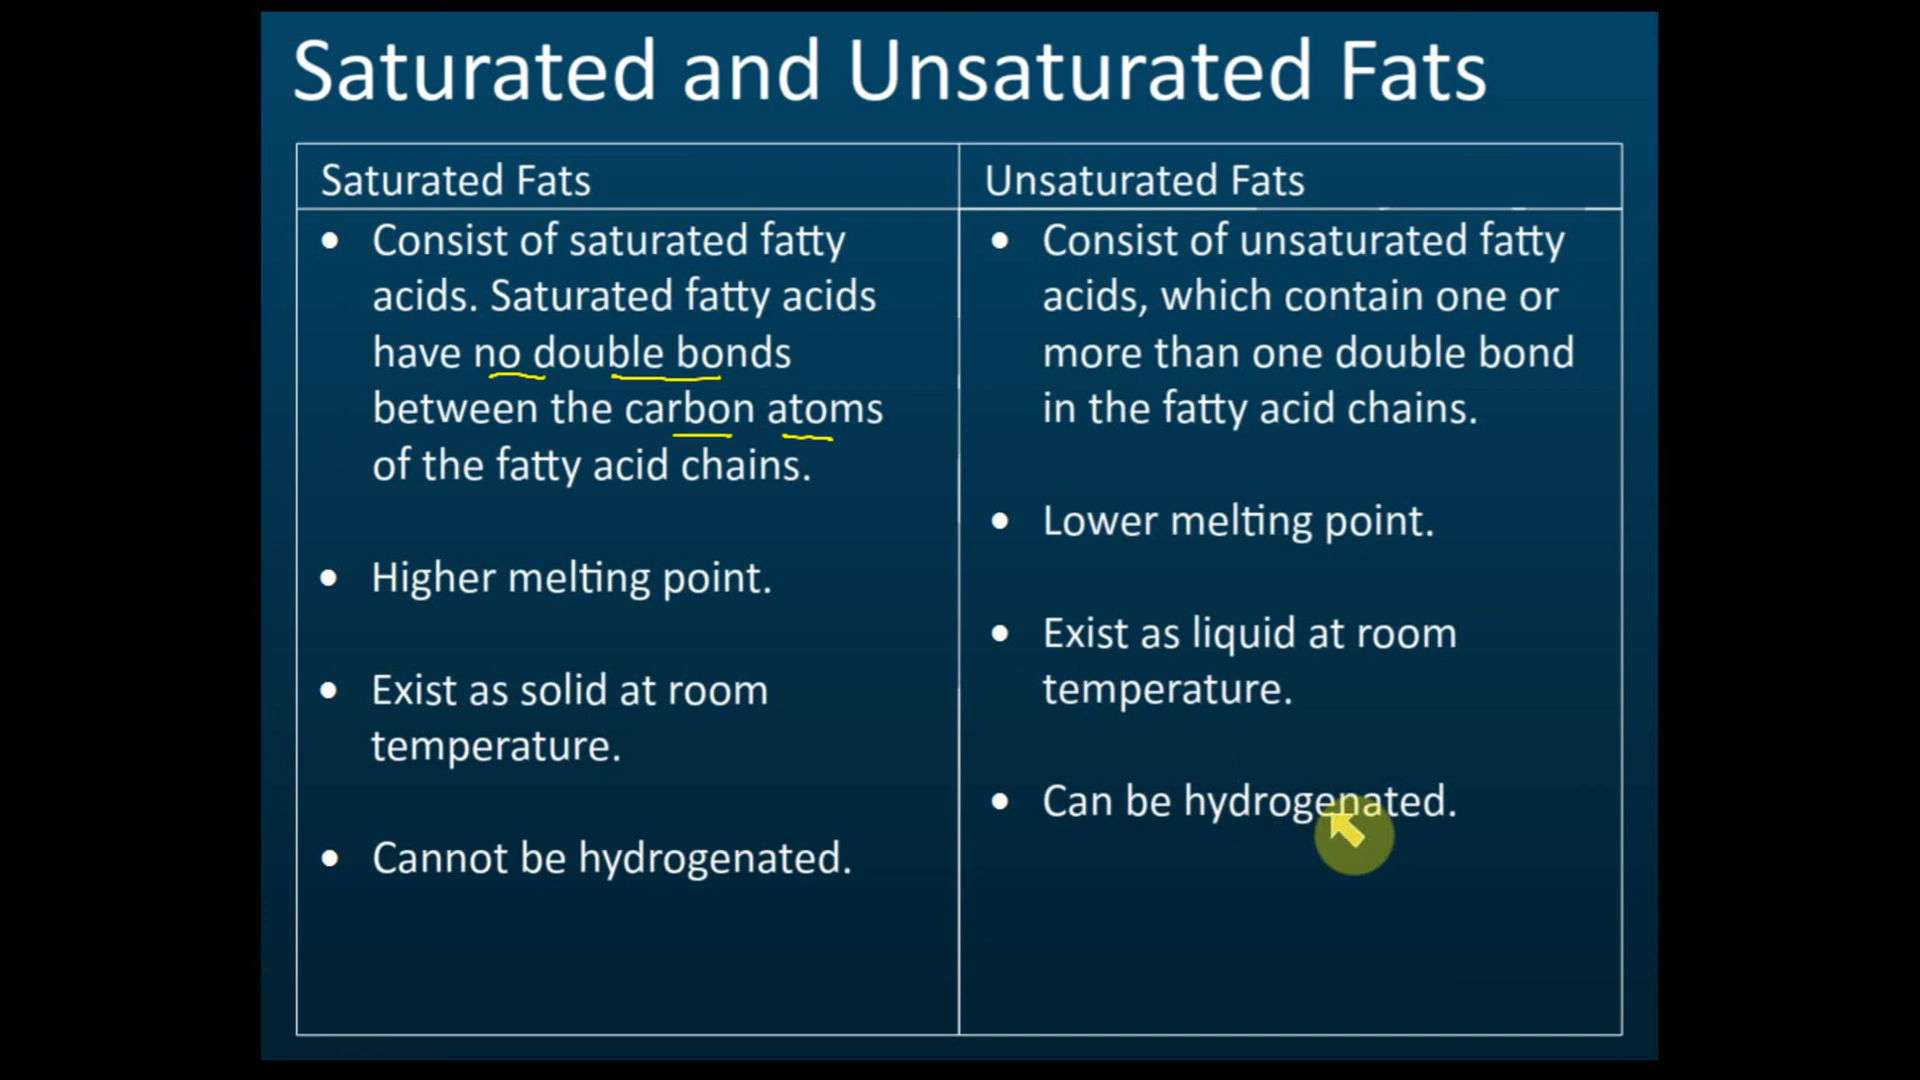 Saturated and Unsaturated Fats
Saturated Fats
• Consist of saturated fatty
acids. Saturated fatty acids
have no double bonds
between the carbon atoms
of the fatty acid chains.
• Higher melting point.
• Exist as solid at room
temperature.
• Cannot be hydrogenated.
Unsaturated Fats
• Consist of unsaturated fatty
acids, which contain one or
more than one double bond
in the fatty acid chains.
• Lower melting point.
• Exist as liquid at room
temperature.
• Can be hydrogenated.